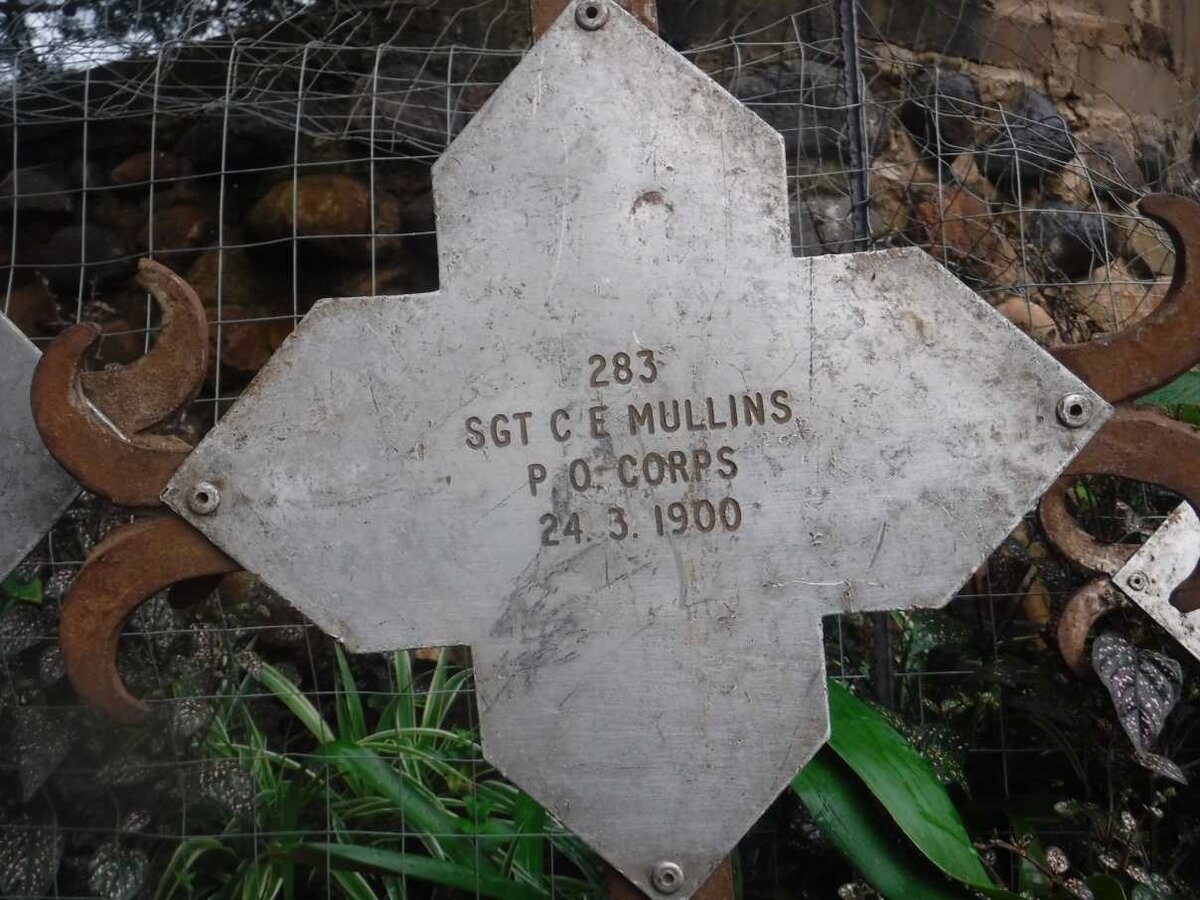 283
SGT C E MULLINS
P O. CORPS
24. 3. 1900